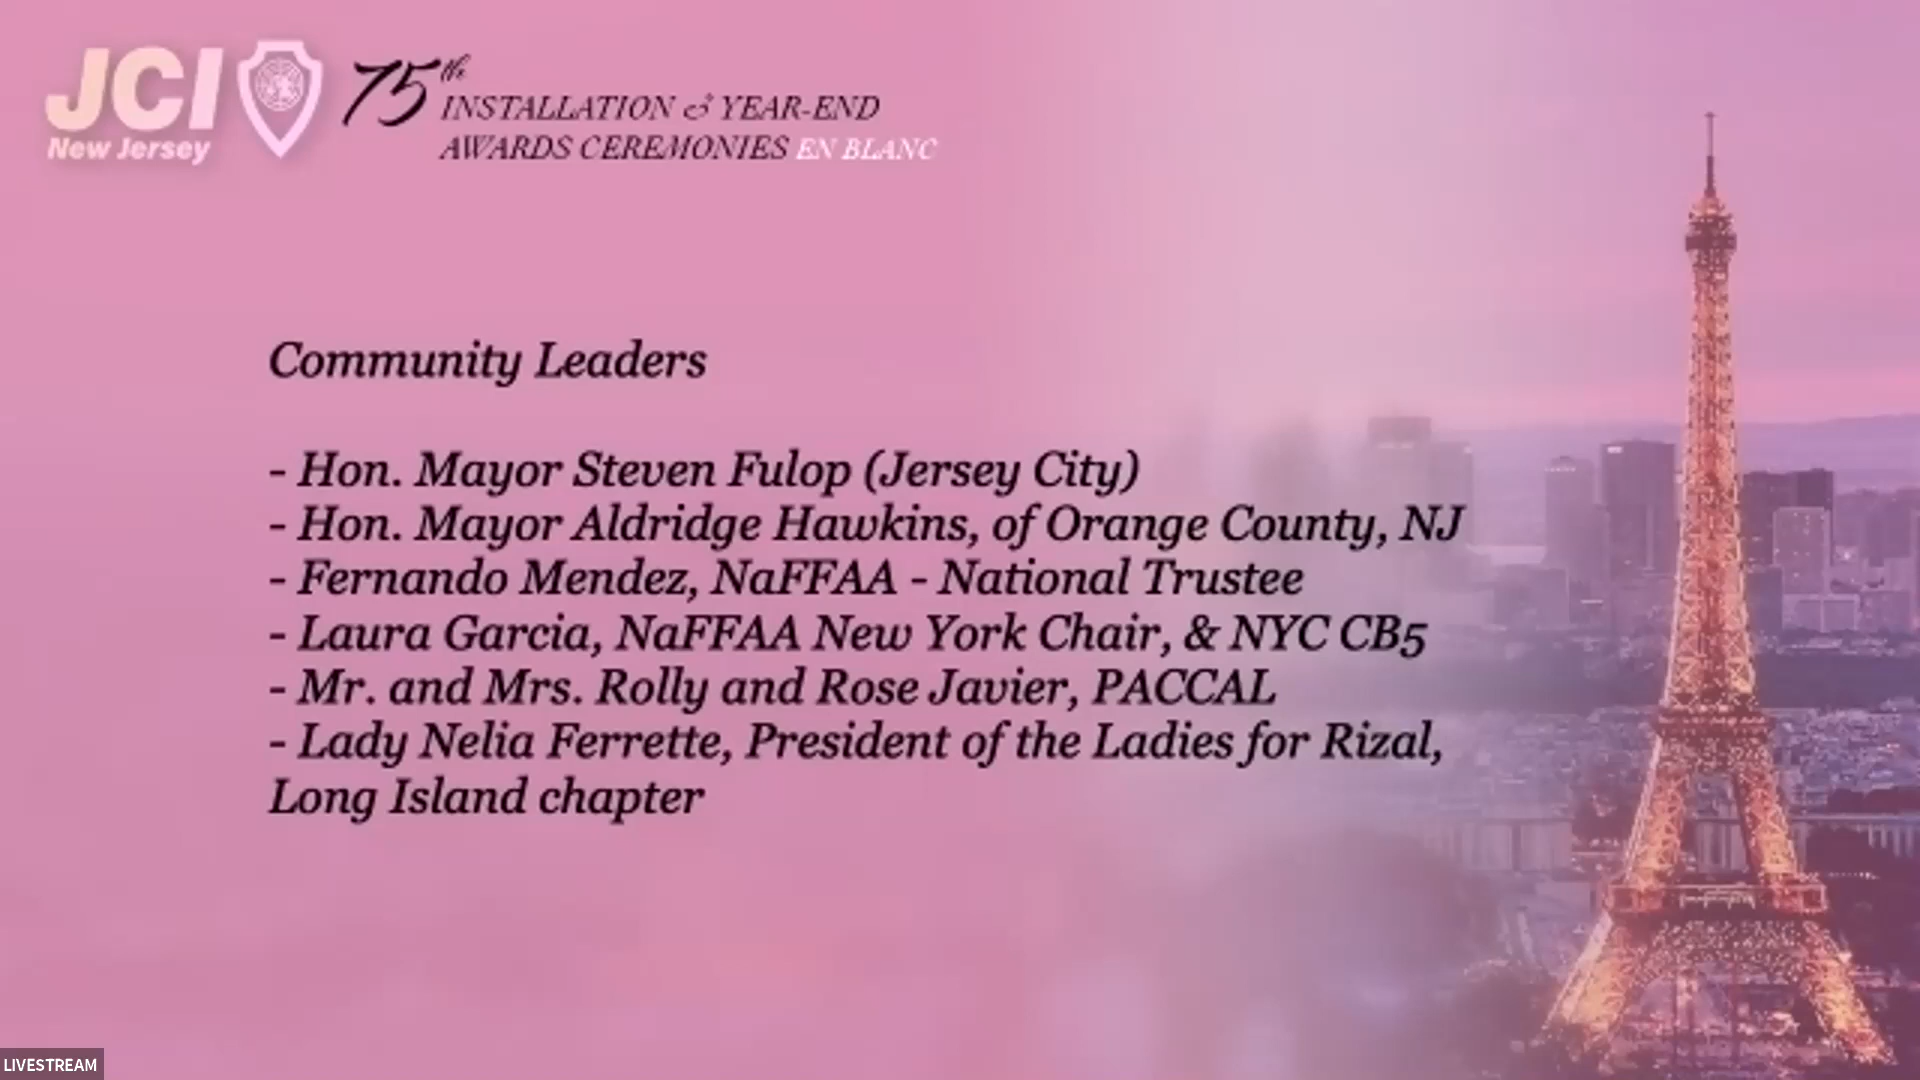 JCI
New Jersey
75th
INSTALLATION & YEAR-END
AWARDS CEREMONIES EN BLANC
Community Leaders
- Hon. Mayor Steven Fulop (Jersey City)
- Hon. Mayor Aldridge Hawkins, of Orange County, NJ
- Fernando Mendez, NaFFAA - National Trustee
- Laura Garcia, NaFFAA New York Chair, & NYC CB5
- Mr. and Mrs. Rolly and Rose Javier, PACCAL
- Lady Nelia Ferrette, President of the Ladies for Rizal,
Long Island chapter
LIVESTREAM